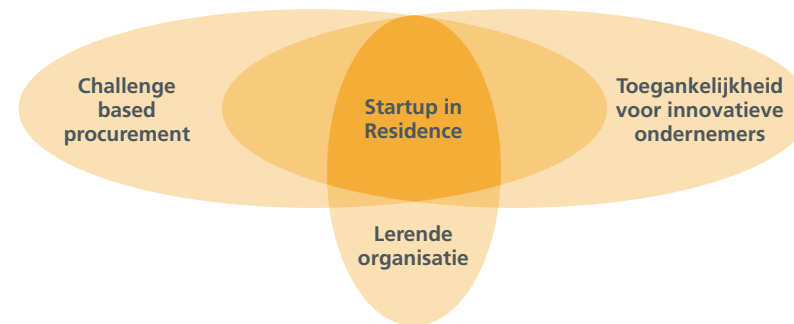 Challenge
based
procurement
Startup in
Residence
Toegankelijkheid
voor innovatieve
ondernemers
Lerende
organisatie